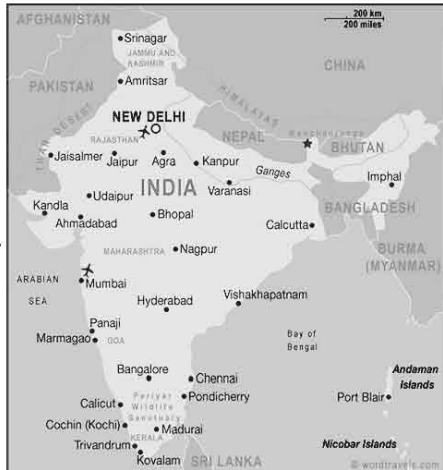 AFGHANISTAN
200 km
200 miles
Srinagar
JAMMU AND
KASHMIR
CHINA
Amritsar
PAKISTAN
HIMALAYAS
NEW DELHI
THAR DESERT
RAJASTHAN
NEPAL
Kanchenjunga
BHUTAN
Jaisalmer
Jaipur
Agra
Kanpur
Ganges
Imphal
Varanasi
INDIA
Udaipur
Kandla
Ahmadabad
Bhopal
Calcutta
BANGLADESH
BURMA
(MYANMAR)
MAHARASHTRA
Nagpur
ARABIAN
SEA
Mumbai
Hyderabad
Vishakhapatnam
Panaji
Marmagao
GOA
Bay of
Bengal
Bangalore
Chennai
Andaman
Islands
Periyar
Wildlife
Sanctuary
Pondicherry
Port Blair
Calicut
Cochin (Kochi)
Madurai
KERALA
Trivandrum
Kovalam
SRI LANKA
Nicobar Islands
© wordtravels.com